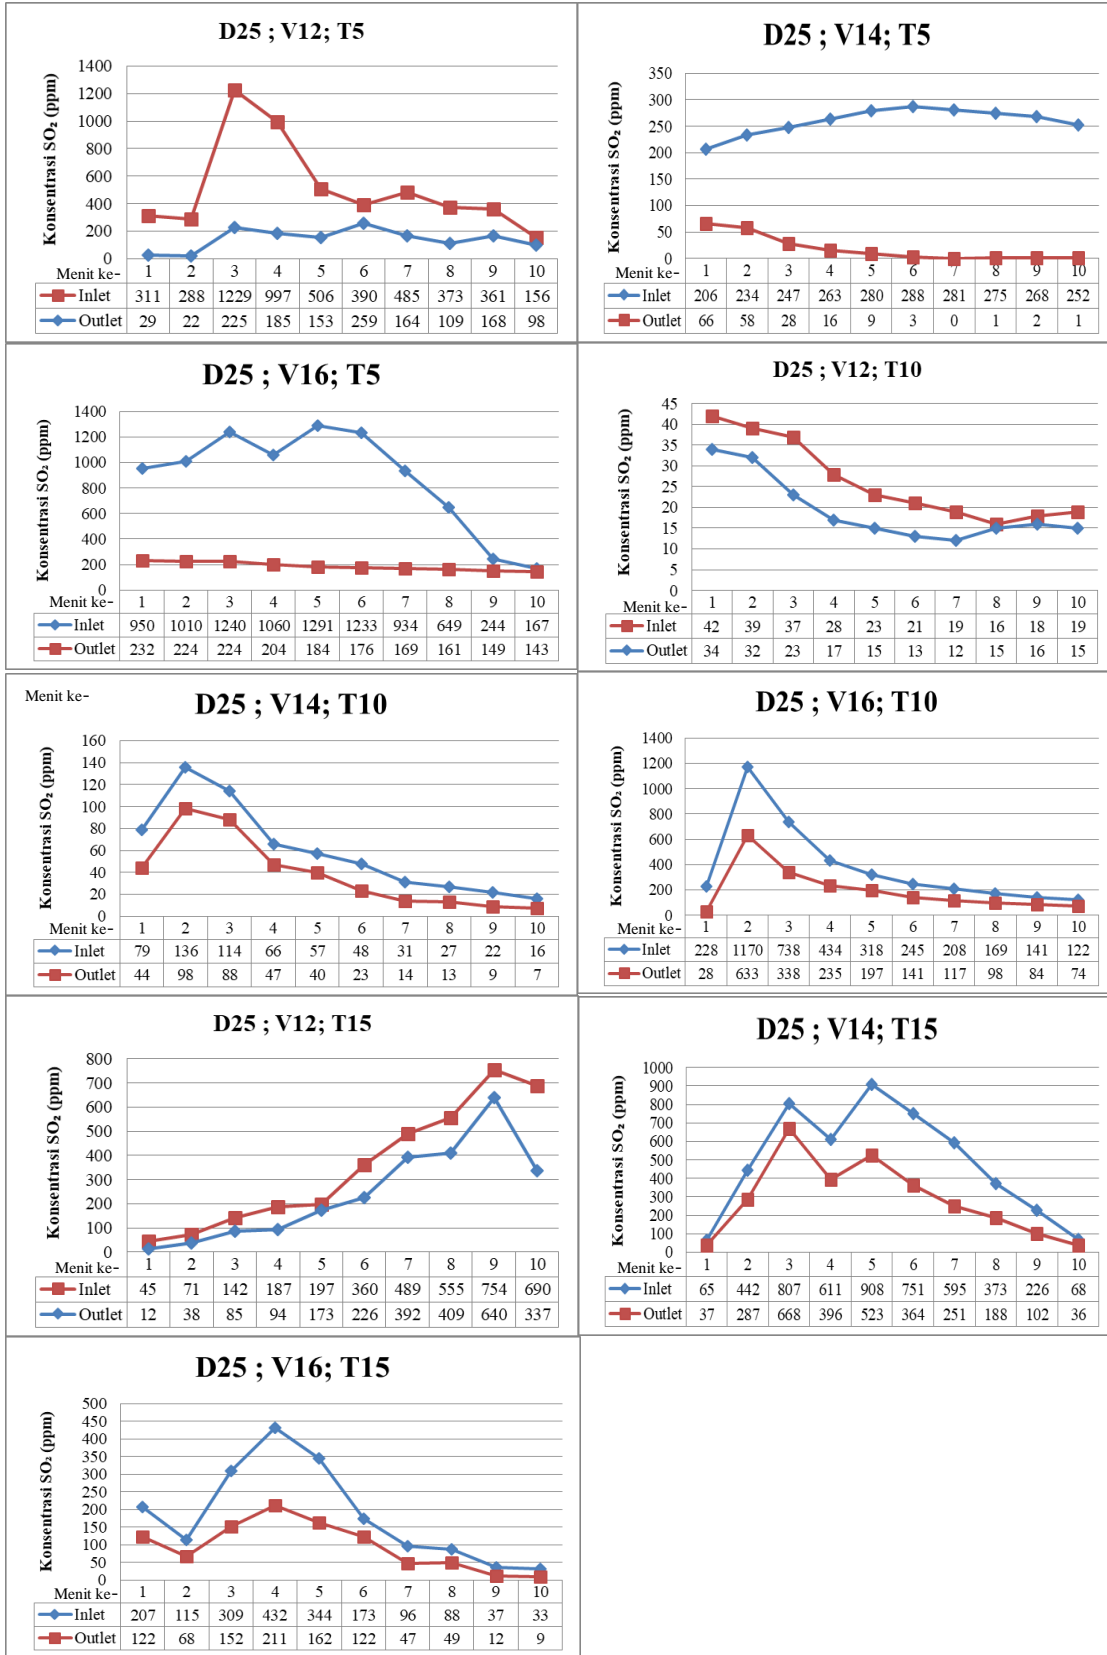 D25 ; V12; T5
Konsentrasi SO₂ (ppm)
1400
1200
1000
800
600
400
200
0
Menit ke- 1 2 3 4 5 6 7 8 9 10
Inlet 311 288 1229 997 506 390 485 373 361 156
Outlet 29 22 225 185 153 259 164 109 168 98
D25 ; V14; T5
Konsentrasi SO₂ (ppm)
350
300
250
200
150
100
50
0
Menit ke- 1 2 3 4 5 6 7 8 9 10
Inlet 206 234 247 263 280 288 281 275 268 252
Outlet 66 58 28 16 9 3 0 1 2 1
D25 ; V16; T5
Konsentrasi SO₂ (ppm)
1400
1200
1000
800
600
400
200
0
Menit ke- 1 2 3 4 5 6 7 8 9 10
Inlet 950 1010 1240 1060 1291 1233 934 649 244 167
Outlet 232 224 224 204 184 176 169 161 149 143
D25 ; V12; T10
Konsentrasi SO₂ (ppm)
45
40
35
30
25
20
15
10
5
0
Menit ke- 1 2 3 4 5 6 7 8 9 10
Inlet 42 39 37 28 23 21 19 16 18 19
Outlet 34 32 23 17 15 13 12 15 16 15
Menit ke-
D25 ; V14; T10
Konsentrasi SO₂ (ppm)
160
140
120
100
80
60
40
20
0
Menit ke- 1 2 3 4 5 6 7 8 9 10
Inlet 79 136 114 66 57 48 31 27 22 16
Outlet 44 98 88 47 40 23 14 13 9 7
D25 ; V16; T10
Konsentrasi SO₂ (ppm)
1400
1200
1000
800
600
400
200
0
Menit ke- 1 2 3 4 5 6 7 8 9 10
Inlet 228 1170 738 434 318 245 208 169 141 122
Outlet 28 633 338 235 197 141 117 98 84 74
D25 ; V12; T15
Konsentrasi SO₂ (ppm)
800
700
600
500
400
300
200
100
0
Menit ke- 1 2 3 4 5 6 7 8 9 10
Inlet 45 71 142 187 197 360 489 555 754 690
Outlet 12 38 85 94 173 226 392 409 640 337
D25 ; V14; T15
Konsentrasi SO₂ (ppm)
1000
900
800
700
600
500
400
300
200
100
0
Menit ke- 1 2 3 4 5 6 7 8 9 10
Inlet 65 442 807 611 908 751 595 373 226 68
Outlet 37 287 668 396 523 364 251 188 102 36
D25 ; V16; T15
Konsentrasi SO₂ (ppm)
500
450
400
350
300
250
200
150
100
50
0
Menit ke- 1 2 3 4 5 6 7 8 9 10
Inlet 207 115 309 432 344 173 96 88 37 33
Outlet 122 68 152 211 162 122 47 49 12 9